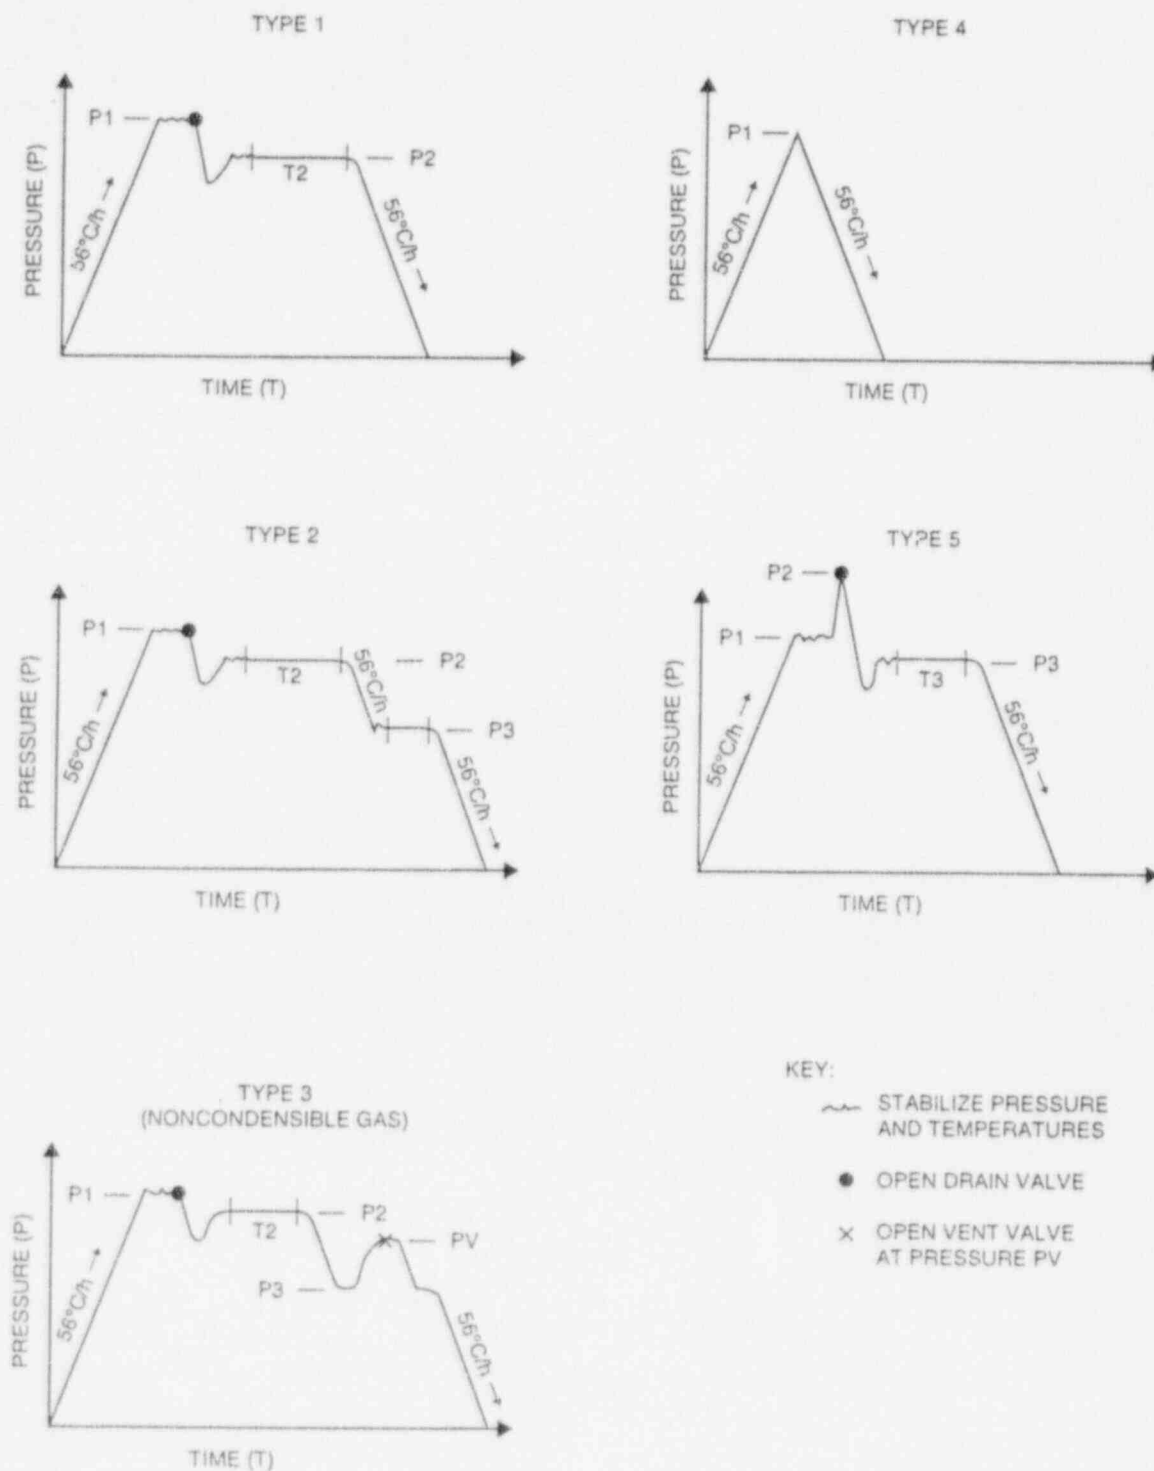 TYPE 1
PRESSURE (P)
P1
56°C/h
T2
P2
56°C/h
TIME (T)
TYPE 4
PRESSURE (P)
P1
56°C/h
56°C/h
TIME (T)
TYPE 2
PRESSURE (P)
P1
56°C/h
T2
56°C/h
P2
P3
56°C/h
TIME (T)
TYPE 5
PRESSURE (P)
P2
P1
56°C/h
T3
P3
56°C/h
TIME (T)
TYPE 3
(NONCONDENSIBLE GAS)
PRESSURE (P)
P1
56°C/h
T2
P2
PV
P3
56°C/h
TIME (T)
KEY:
STABILIZE PRESSURE
AND TEMPERATURES
OPEN DRAIN VALVE
OPEN VENT VALVE
AT PRESSURE PV